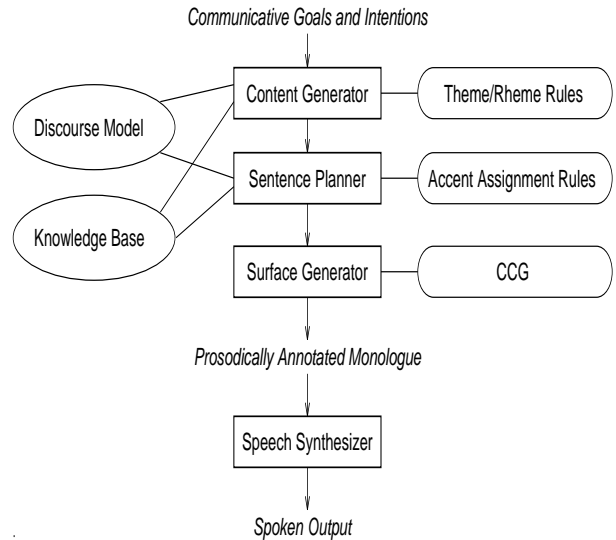 Communicative Goals and Intentions
Content Generator
Theme/Rheme Rules
Discourse Model
Sentence Planner
Accent Assignment Rules
Knowledge Base
Surface Generator
CCG
Prosodically Annotated Monologue
Speech Synthesizer
Spoken Output